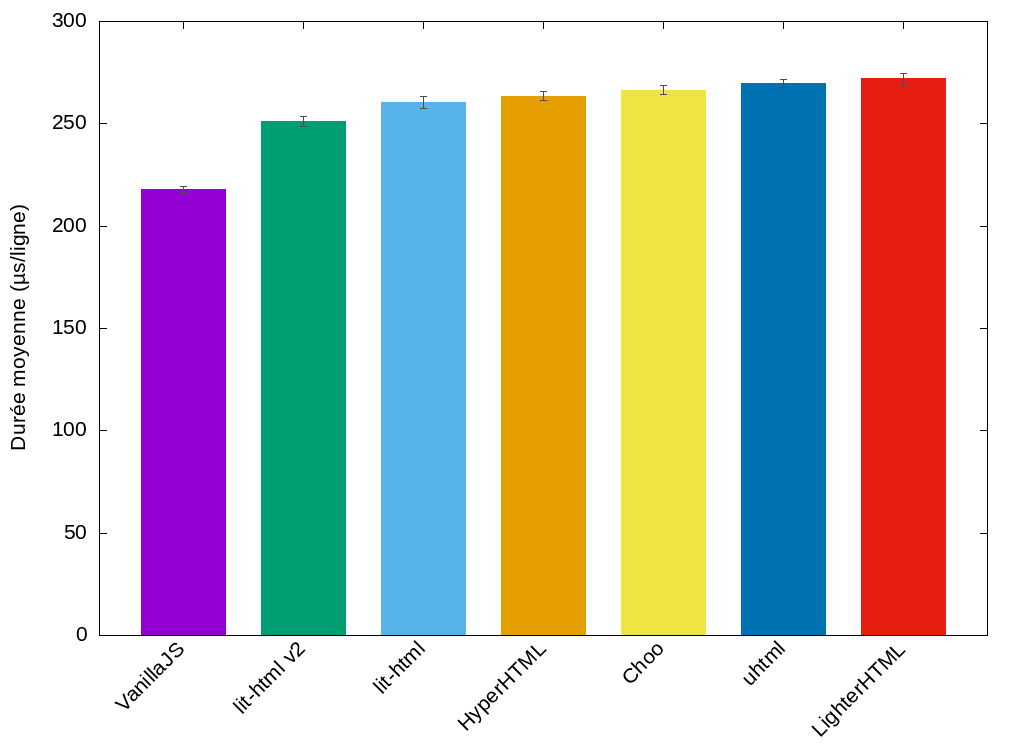 300
250
200
150
100
50
0
Durée moyenne (µs/ligne)
VanillaJS
lit-html v2
lit-html
HyperHTML
Choo
uhtml
LighterHTML